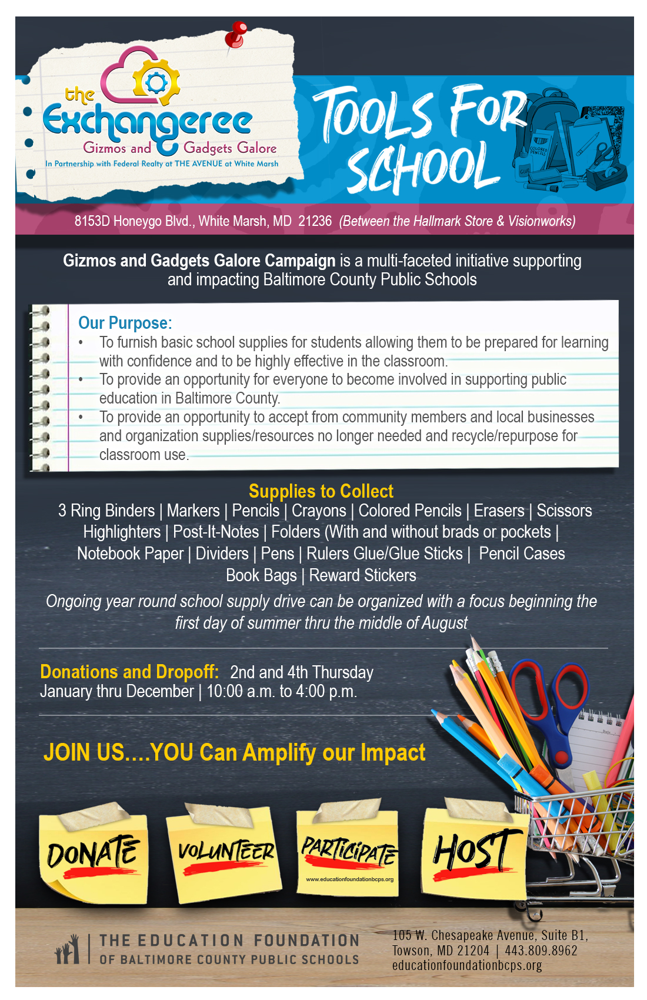 the
Exchangeree
Gizmos and Gadgets Galore
In Partnership with Federal Realty at THE AVENUE at White Marsh
TOOLS FOR
SCHOOL
COLORED
PENCILS
GLUE
8153D Honeygo Blvd., White Marsh, MD 21236 (Between the Hallmark Store & Visionworks)
Gizmos and Gadgets Galore Campaign is a multi-faceted initiative supporting
and impacting Baltimore County Public Schools
Our Purpose:
• To furnish basic school supplies for students allowing them to be prepared for learning
with confidence and to be highly effective in the classroom.
• To provide an opportunity for everyone to become involved in supporting public
education in Baltimore County.
• To provide an opportunity to accept from community members and local businesses
and organization supplies/resources no longer needed and recycle/repurpose for
classroom use.
Supplies to Collect
3 Ring Binders | Markers | Pencils | Crayons | Colored Pencils | Erasers | Scissors
Highlighters | Post-It-Notes | Folders (With and without brads or pockets |
Notebook Paper | Dividers | Pens | Rulers Glue/Glue Sticks | Pencil Cases
Book Bags | Reward Stickers
Ongoing year round school supply drive can be organized with a focus beginning the
first day of summer thru the middle of August
Donations and Dropoff: 2nd and 4th Thursday
January thru December | 10:00 a.m. to 4:00 p.m.
Date
JOIN US....YOU Can Amplify our Impact
DONATE
VOLUNTEER
PARTICIPATE
www.educationfoundationbcps.org
HOST
THE EDUCATION FOUNDATION
OF BALTIMORE COUNTY PUBLIC SCHOOLS
105 W. Chesapeake Avenue, Suite B1,
Towson, MD 21204 | 443.809.8962
educationfoundationbcps.org